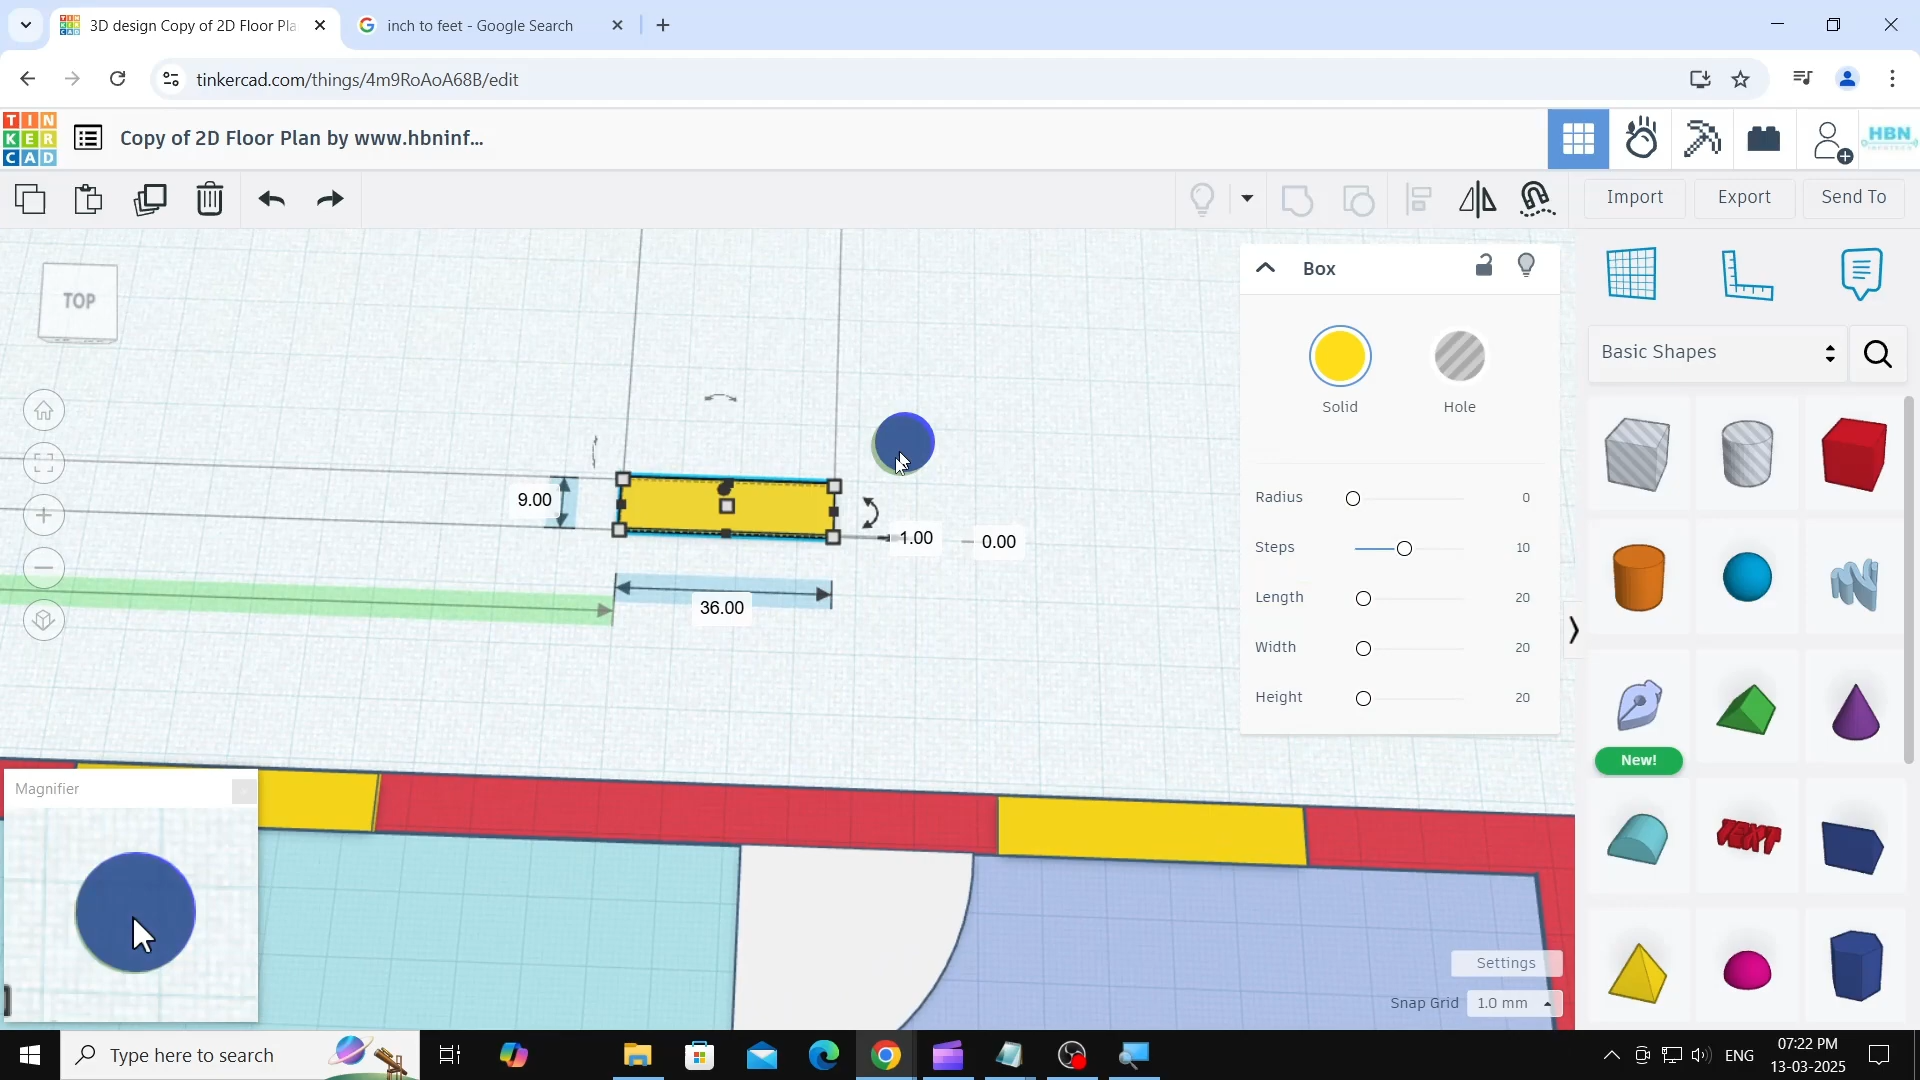 3D design Copy of 2D Floor Pla
inch to feet - Google Search
tinkercad.com/things/4m9RoAoA68B/edit
TIN
KER
CAD
Copy of 2D Floor Plan by www.hbninf...
HBN
Import
Export
Send To
TOP
Box
Solid
Hole
Radius
0
Steps
10
Length
20
Width
20
Height
20
Basic Shapes
New!
TEXT
9.00
1.00
0.00
36.00
Magnifier
Settings
Snap Grid
1.0 mm
Type here to search
ENG
07:22 PM
13-03-2025